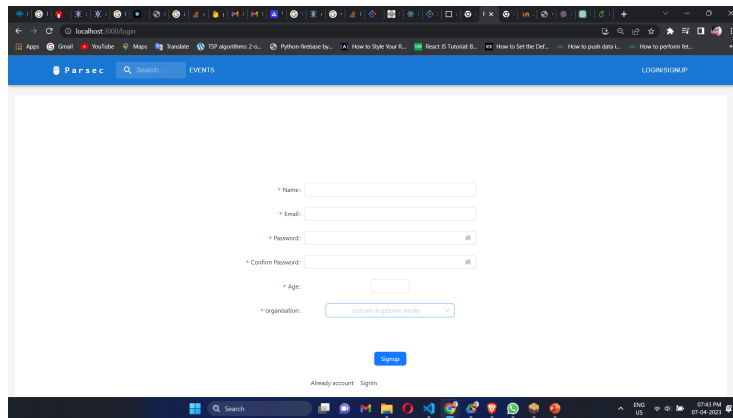 localhost:3000/login
Apps Gmail YouTube Maps Translate TSP algorithms: 2-o... Python-firebase by... How to Style Your R... React JS Tutorial B... How to Set the Def... How to push data i... How to perform fet... »
Parsec Search... EVENTS LOGIN/SIGNUP
* Name:
* Email:
* Password:
* Confirm Password:
* Age:
* organisation: custom dropdown render
Signup
Already account SignIn
Search
ENG 07:43 PM
US 07-04-2023